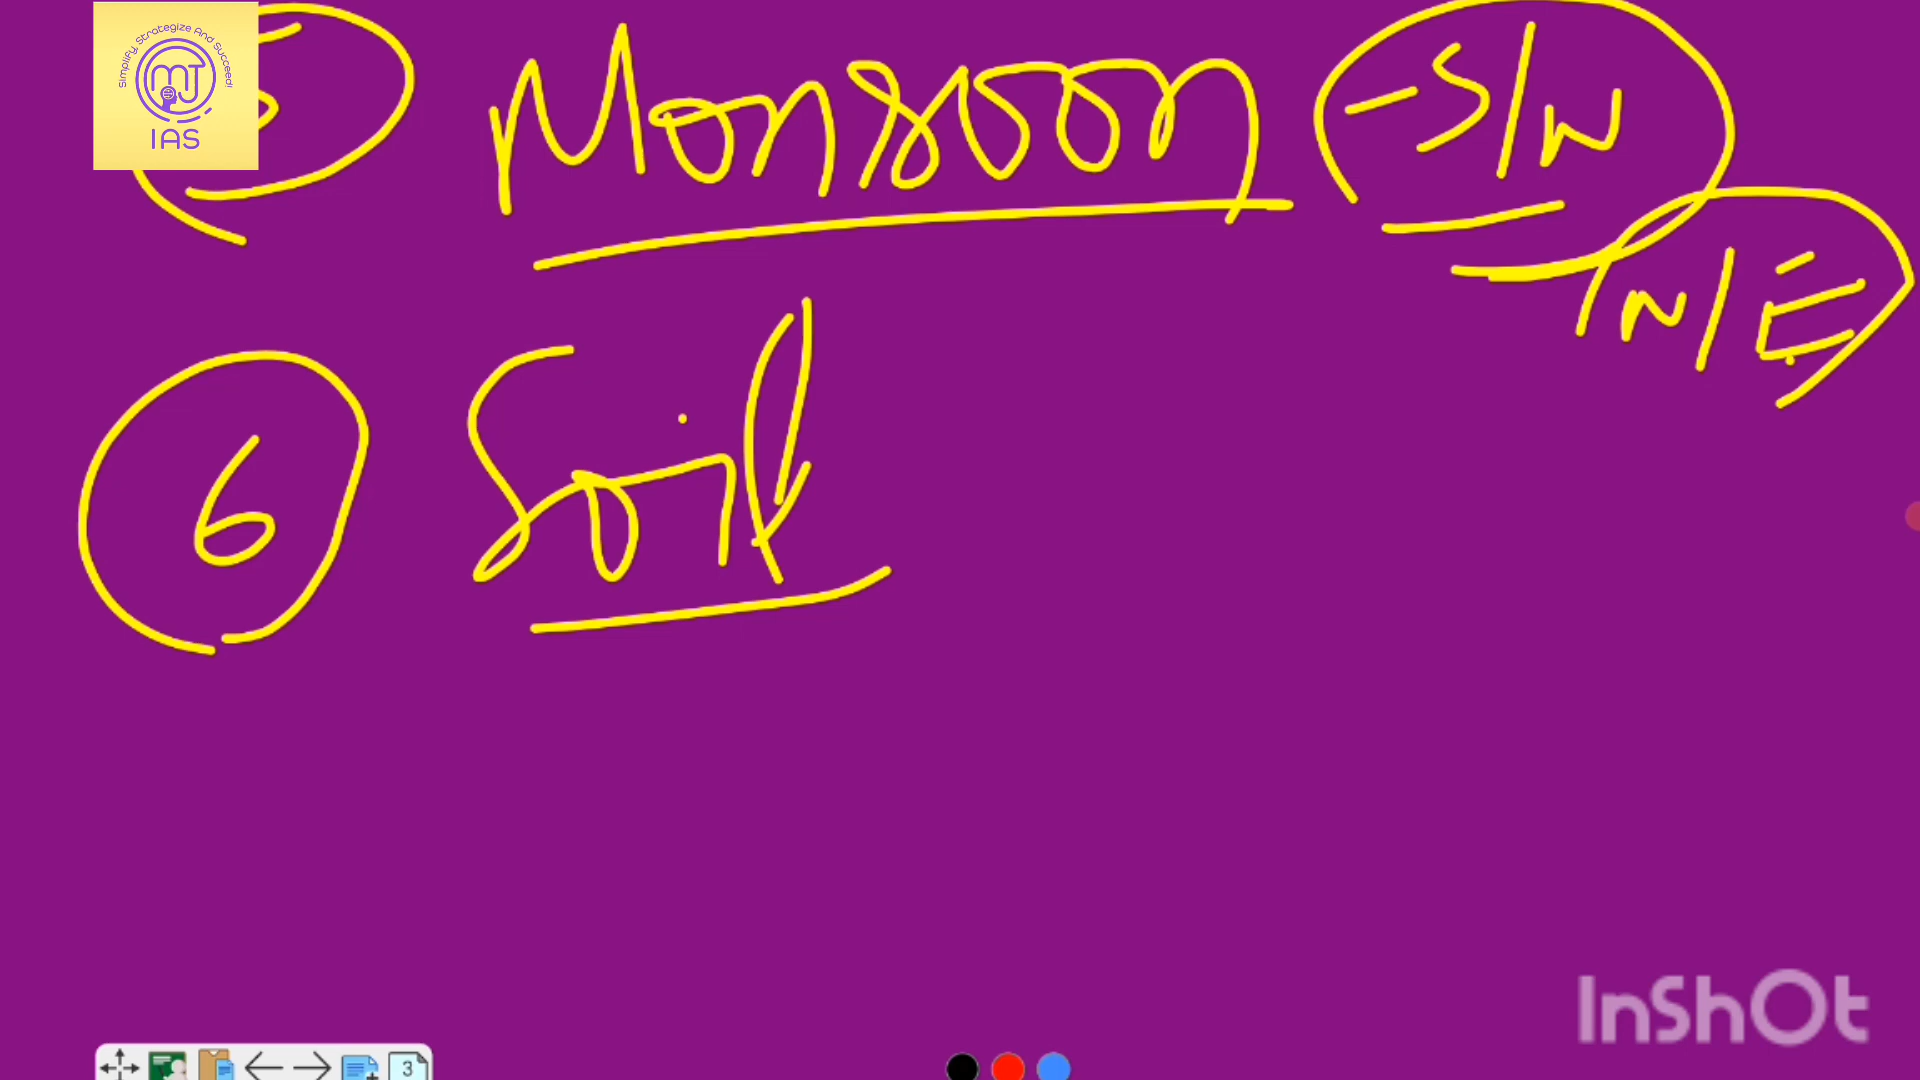 Simplify, Strategize And Succeed!
MJ
IAS
5 Monsoon - S/W
N/E
6 Soil
3
InShOt